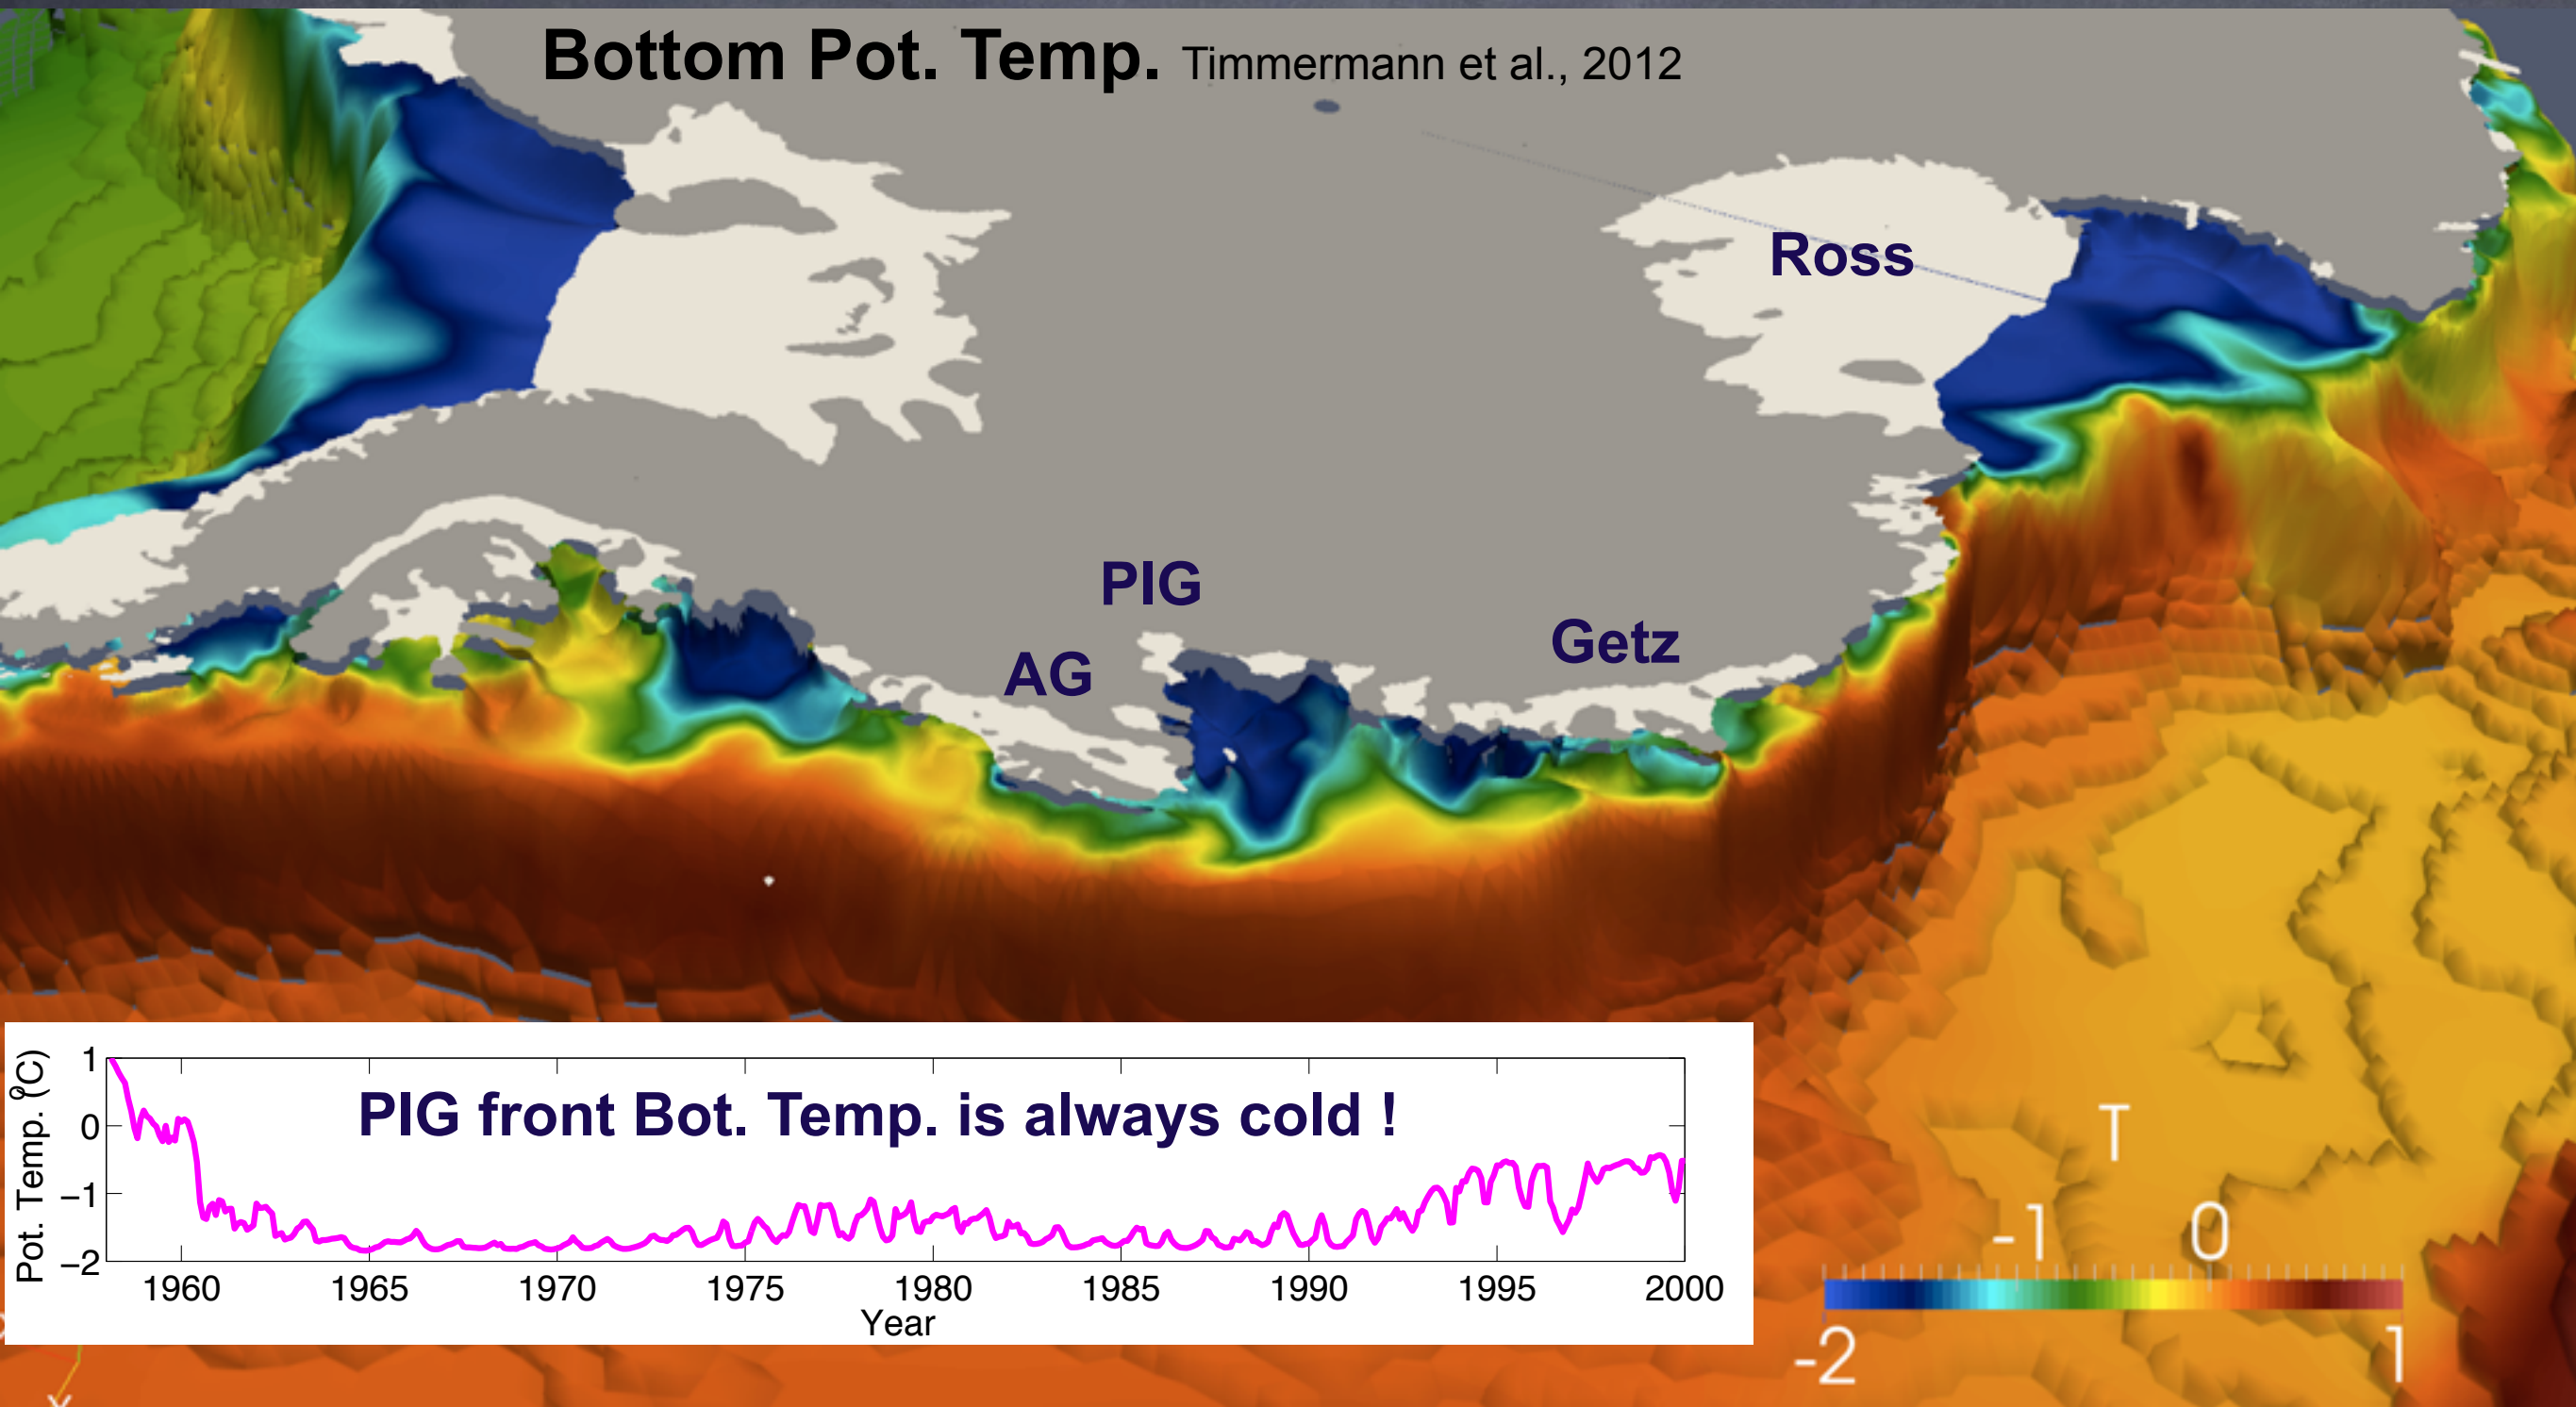 Bottom Pot. Temp. Timmermann et al., 2012
Ross
PIG
Getz
AG
PIG front Bot. Temp. is always cold !
Pot. Temp. (ºC)
1
0
−1
−2
1960 1965 1970 1975 1980 1985 1990 1995 2000
Year
T
-1 0
-2 1
Y